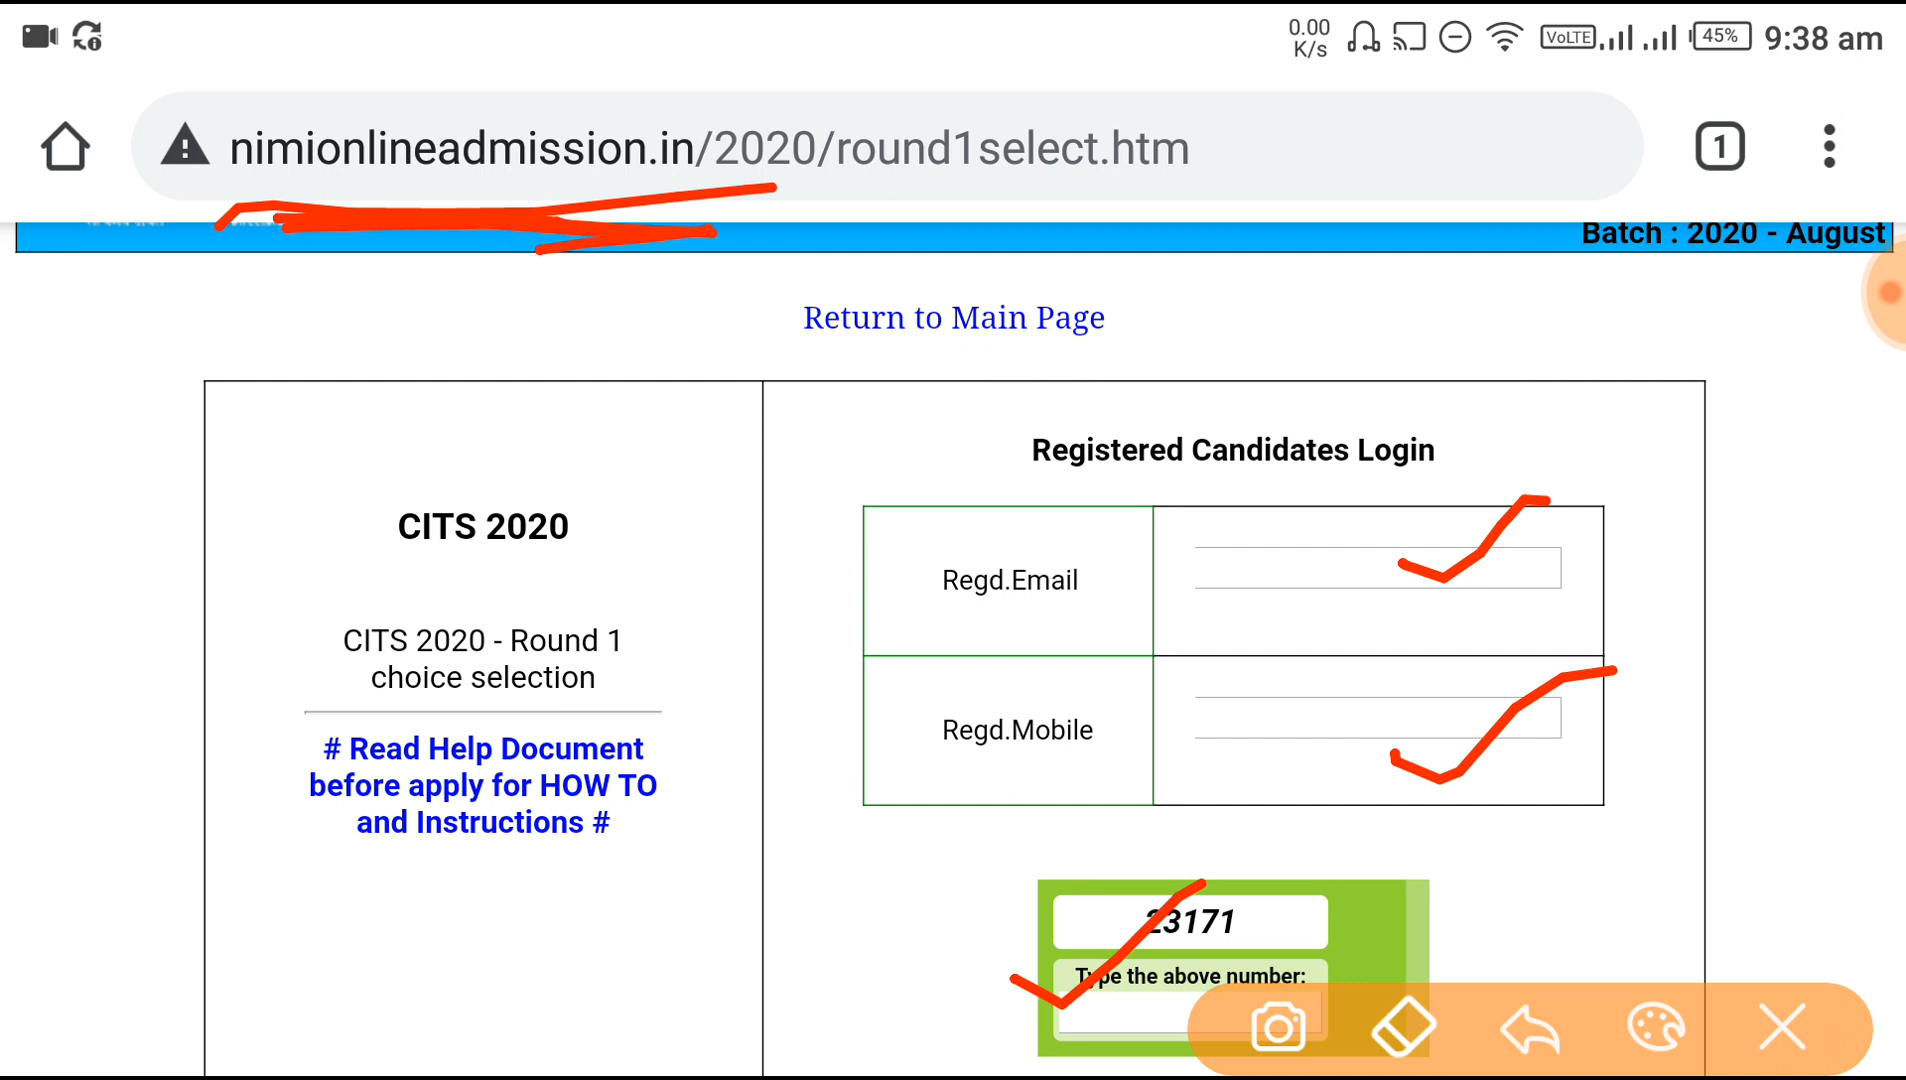 0.00
K/s
VoLTE
45%
9:38 am
nimionlineadmission.in/2020/round1select.htm
1
Batch : 2020 - August
Return to Main Page
CITS 2020
CITS 2020 - Round 1
choice selection
# Read Help Document
before apply for HOW TO
and Instructions #
Registered Candidates Login
Regd.Email
Regd.Mobile
23171
Type the above number: